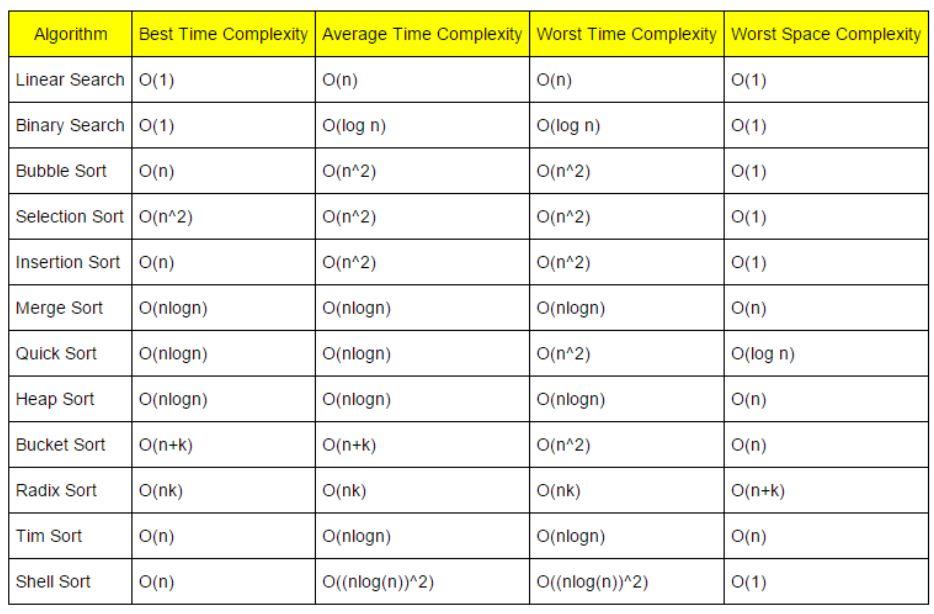 Algorithm Best Time Complexity Average Time Complexity Worst Time Complexity Worst Space Complexity
Linear Search O(1) O(n) O(n) O(1)
Binary Search O(1) O(log n) O(log n) O(1)
Bubble Sort O(n) O(n^2) O(n^2) O(1)
Selection Sort O(n^2) O(n^2) O(n^2) O(1)
Insertion Sort O(n) O(n^2) O(n^2) O(1)
Merge Sort O(nlogn) O(nlogn) O(nlogn) O(n)
Quick Sort O(nlogn) O(nlogn) O(n^2) O(log n)
Heap Sort O(nlogn) O(nlogn) O(nlogn) O(n)
Bucket Sort O(n+k) O(n+k) O(n^2) O(n)
Radix Sort O(nk) O(nk) O(nk) O(n+k)
Tim Sort O(n) O(nlogn) O(nlogn) O(n)
Shell Sort O(n) O((nlog(n))^2) O((nlog(n))^2) O(1)